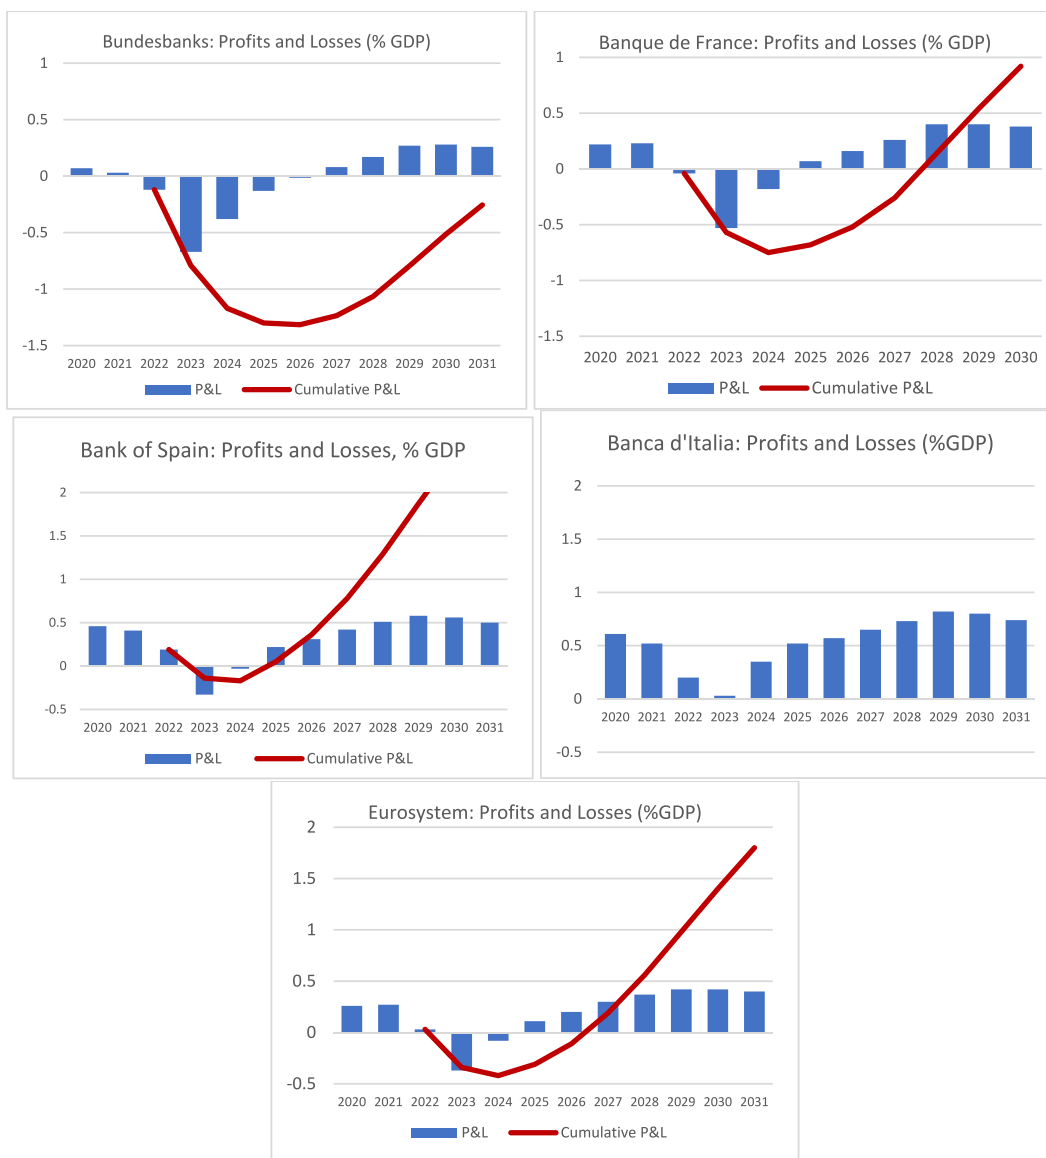 Bundesbanks: Profits and Losses (% GDP)
1
0.5
0
-0.5
-1
-1.5
2020 2021 2022 2023 2024 2025 2026 2027 2028 2029 2030 2031
P&L Cumulative P&L
Banque de France: Profits and Losses (% GDP)
1
0.5
0
-0.5
-1
-1.5
2020 2021 2022 2023 2024 2025 2026 2027 2028 2029 2030
P&L Cumulative P&L
Bank of Spain: Profits and Losses, % GDP
2
1.5
1
0.5
0
-0.5
2020 2021 2022 2023 2024 2025 2026 2027 2028 2029 2030 2031
P&L Cumulative P&L
Banca d'Italia: Profits and Losses (%GDP)
2
1.5
1
0.5
0
2020 2021 2022 2023 2024 2025 2026 2027 2028 2029 2030 2031
-0.5
Eurosystem: Profits and Losses (%GDP)
2
1.5
1
0.5
0
-0.5
2020 2021 2022 2023 2024 2025 2026 2027 2028 2029 2030 2031
P&L Cumulative P&L